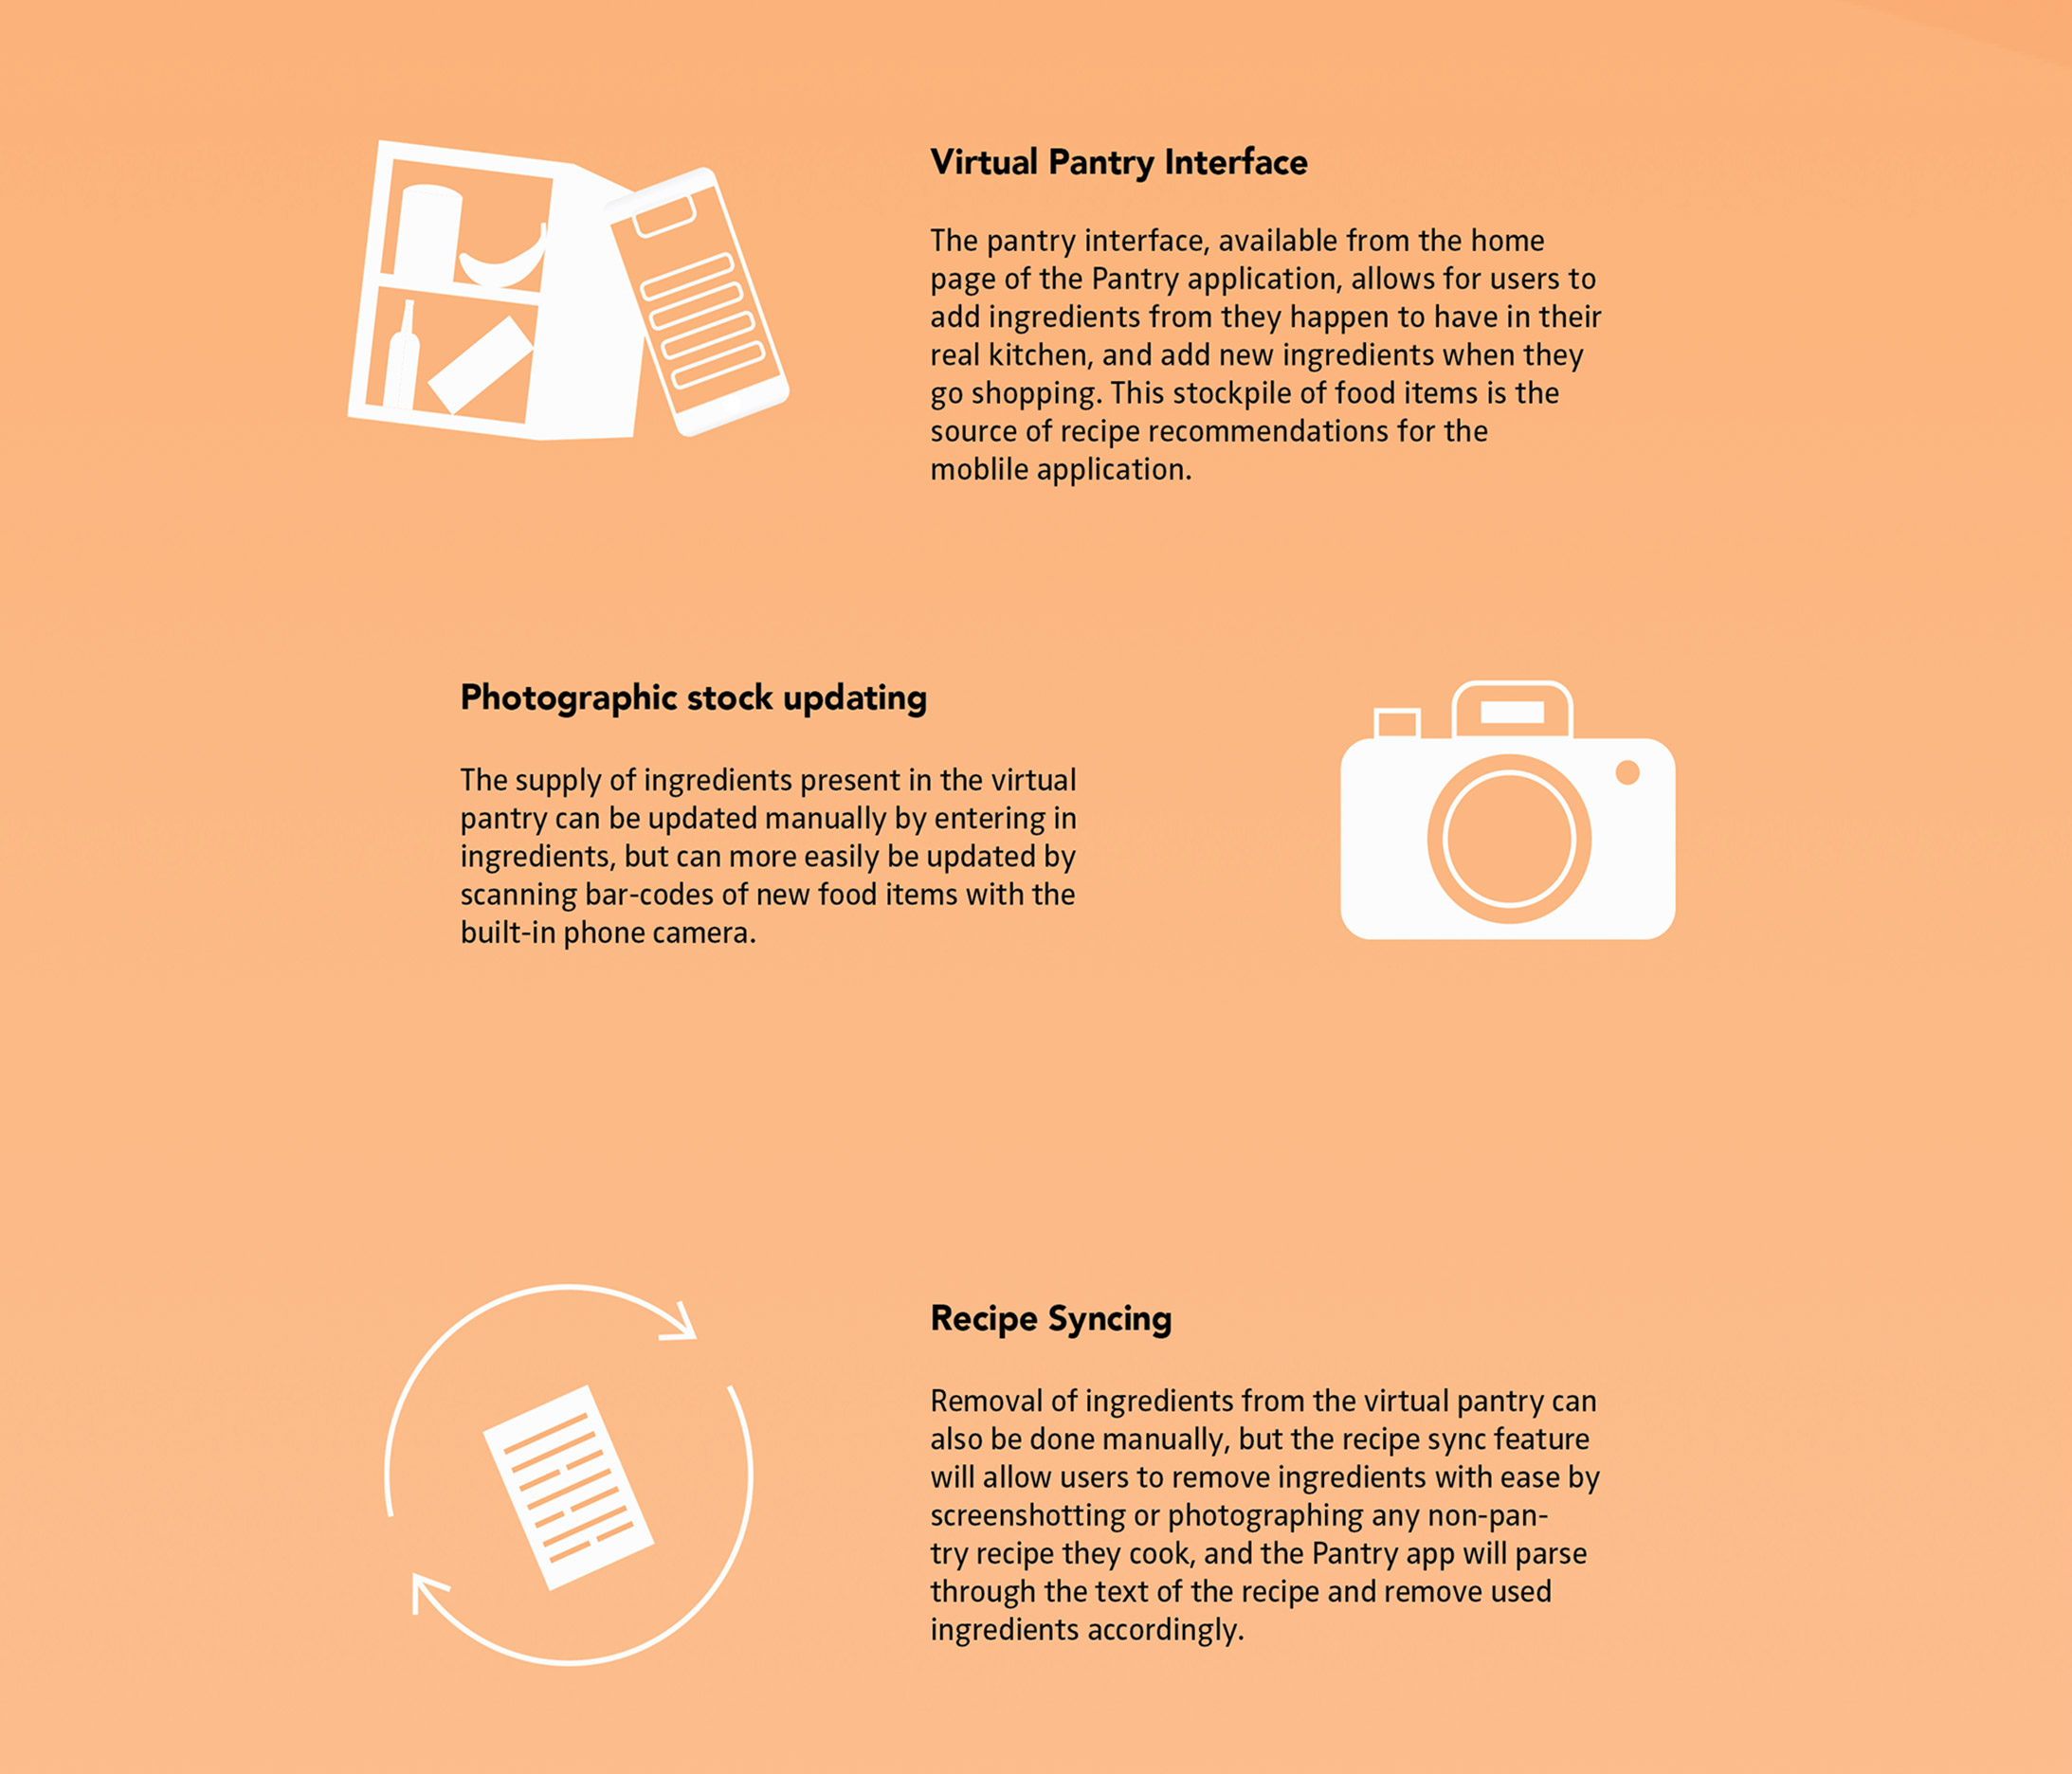 Virtual Pantry Interface
The pantry interface, available from the home
page of the Pantry application, allows for users to
add ingredients from they happen to have in their
real kitchen, and add new ingredients when they
go shopping. This stockpile of food items is the
source of recipe recommendations for the
moblile application.
Photographic stock updating
The supply of ingredients present in the virtual
pantry can be updated manually by entering in
ingredients, but can more easily be updated by
scanning bar-codes of new food items with the
built-in phone camera.
Recipe Syncing
Removal of ingredients from the virtual pantry can
also be done manually, but the recipe sync feature
will allow users to remove ingredients with ease by
screenshotting or photographing any non-pan-
try recipe they cook, and the Pantry app will parse
through the text of the recipe and remove used
ingredients accordingly.